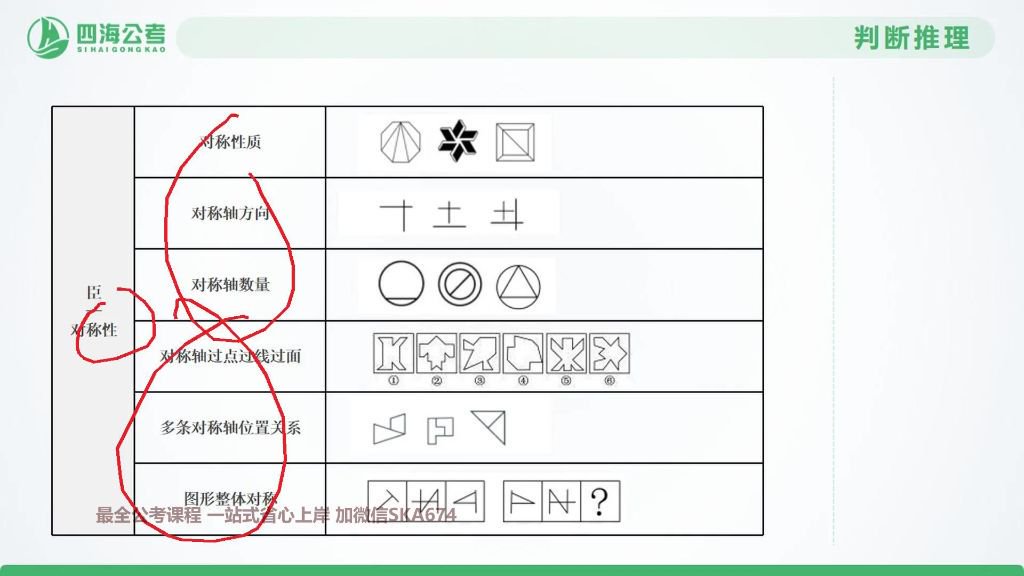 四海公考
SIHAIGONGKAO
判断推理
对称性质
对称轴方向
对称轴数量
臣
对称性
对称轴过点过线过面
① ② ③ ④ ⑤ ⑥
多条对称轴位置关系
图形整体对称
?
最全公考课程 一站式省心上岸 加微信SKA674